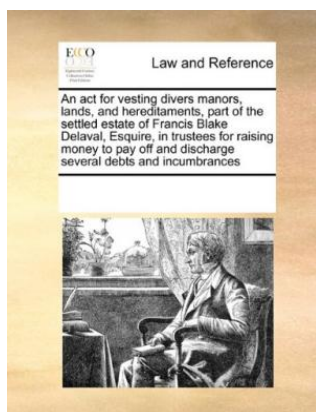 ECCO
Law and Reference
An act for vesting divers manors,
lands, and hereditaments, part of the
settled estate of Francis Blake
Delaval, Esquire, in trustees for raising
money to pay off and discharge
several debts and incumbrances